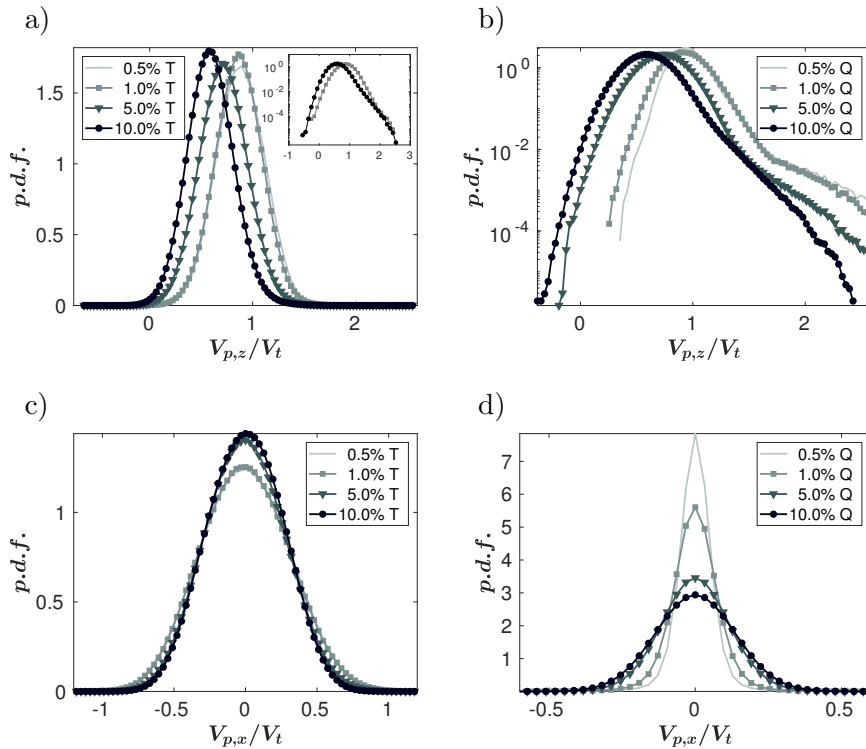 a)
0.5% T
1.0% T
5.0% T
10.0% T
10^0
10^-2
10^-4
-1 0 1 2 3
1.5
1
0.5
0
0 1 2
p.d.f.
V_{p,z}/V_t
b)
0.5% Q
1.0% Q
5.0% Q
10.0% Q
10^0
10^-2
10^-4
0 1 2
p.d.f.
V_{p,z}/V_t
c)
0.5% T
1.0% T
5.0% T
10.0% T
1
0.5
0
-1 -0.5 0 0.5 1
p.d.f.
V_{p,x}/V_t
d)
0.5% Q
1.0% Q
5.0% Q
10.0% Q
7
6
5
4
3
2
1
-0.5 0 0.5
p.d.f.
V_{p,x}/V_t